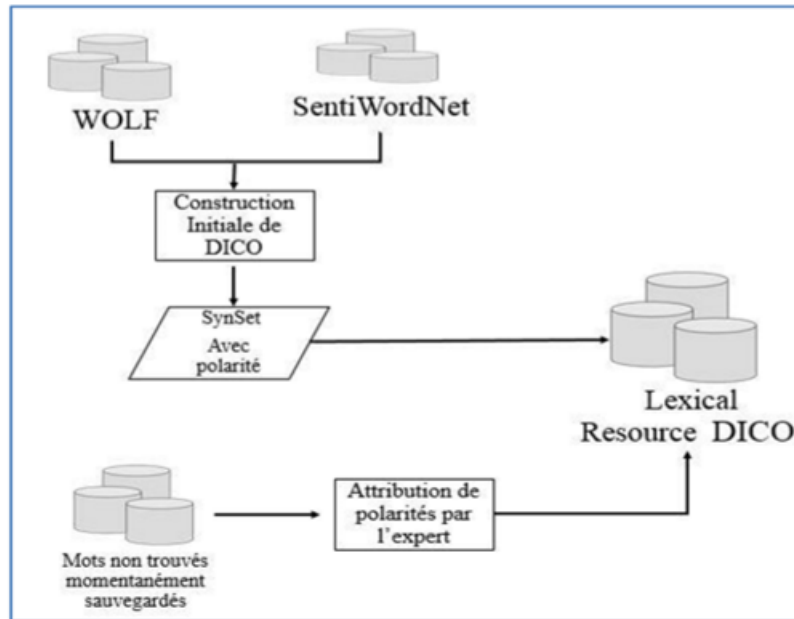 WOLF
SentiWordNet
Construction
Initiale de
DICO
SynSet
Avec
polarité
Lexical
Resource DICO
Mots non trouvés
momentanément
sauvegardés
Attribution de
polarités par
l'expert